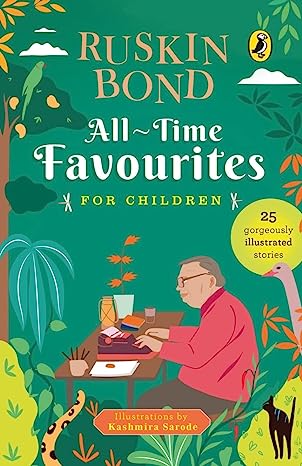 RUSKIN
BOND
All~Time
Favourites
FOR CHILDREN
25
gorgeously
illustrated
stories
Illustrations by
Kashmira Sarode